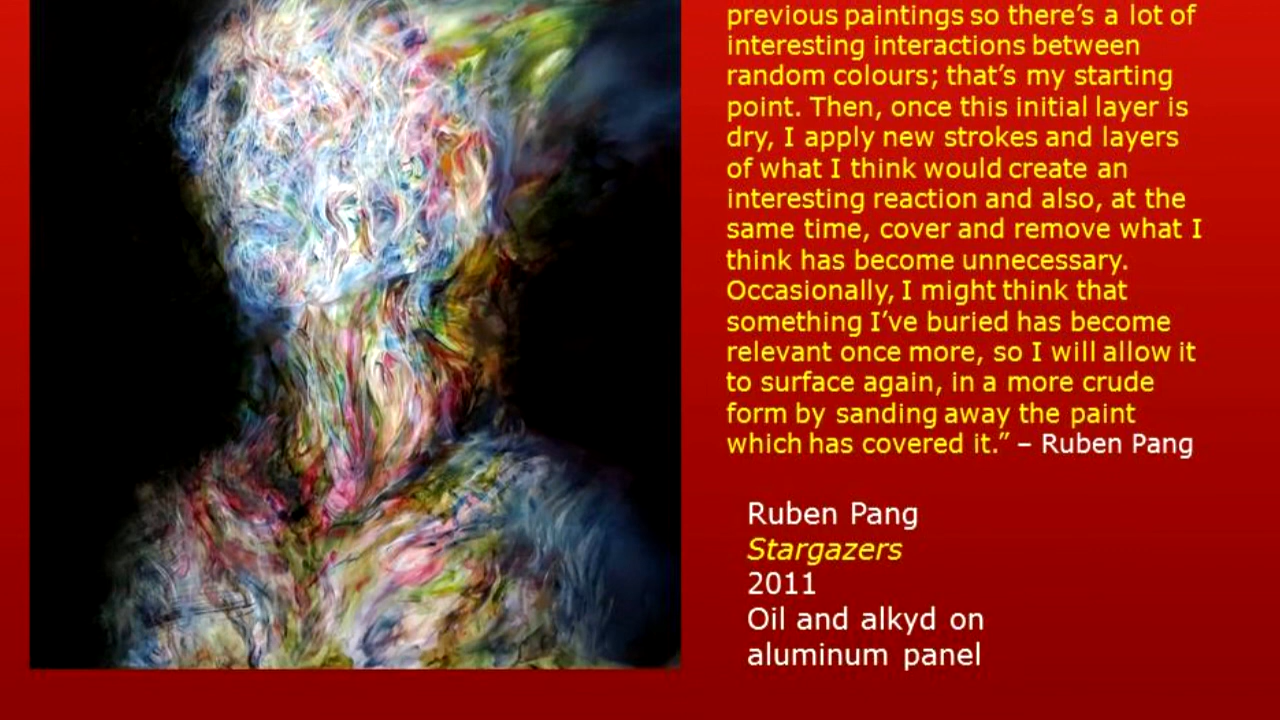 previous paintings so there’s a lot of
interesting interactions between
random colours; that’s my starting
point. Then, once this initial layer is
dry, I apply new strokes and layers
of what I think would create an
interesting reaction and also, at the
same time, cover and remove what I
think has become unnecessary.
Occasionally, I might think that
something I’ve buried has become
relevant once more, so I will allow it
to surface again, in a more crude
form by sanding away the paint
which has covered it.” – Ruben Pang
Ruben Pang
Stargazers
2011
Oil and alkyd on
aluminum panel